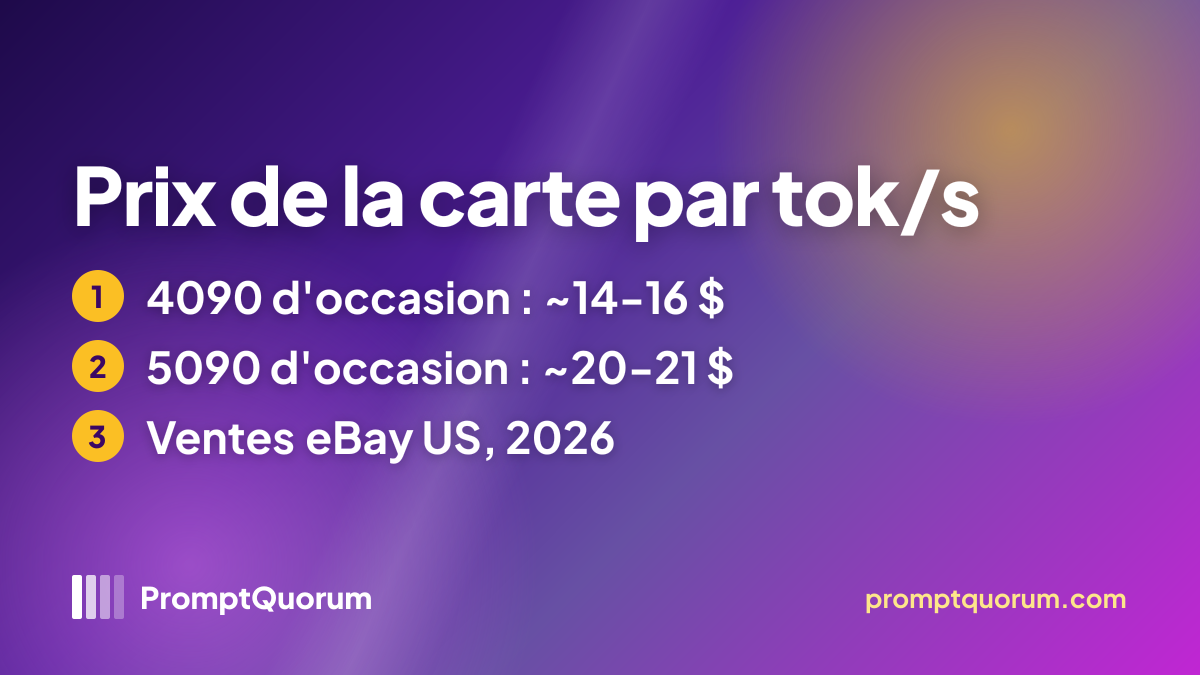 Prix de la carte par tok/s
1 4090 d'occasion : ~14–16 $
2 5090 d'occasion : ~20–21 $
3 Ventes eBay US, 2026
PromptQuorum
promptquorum.com